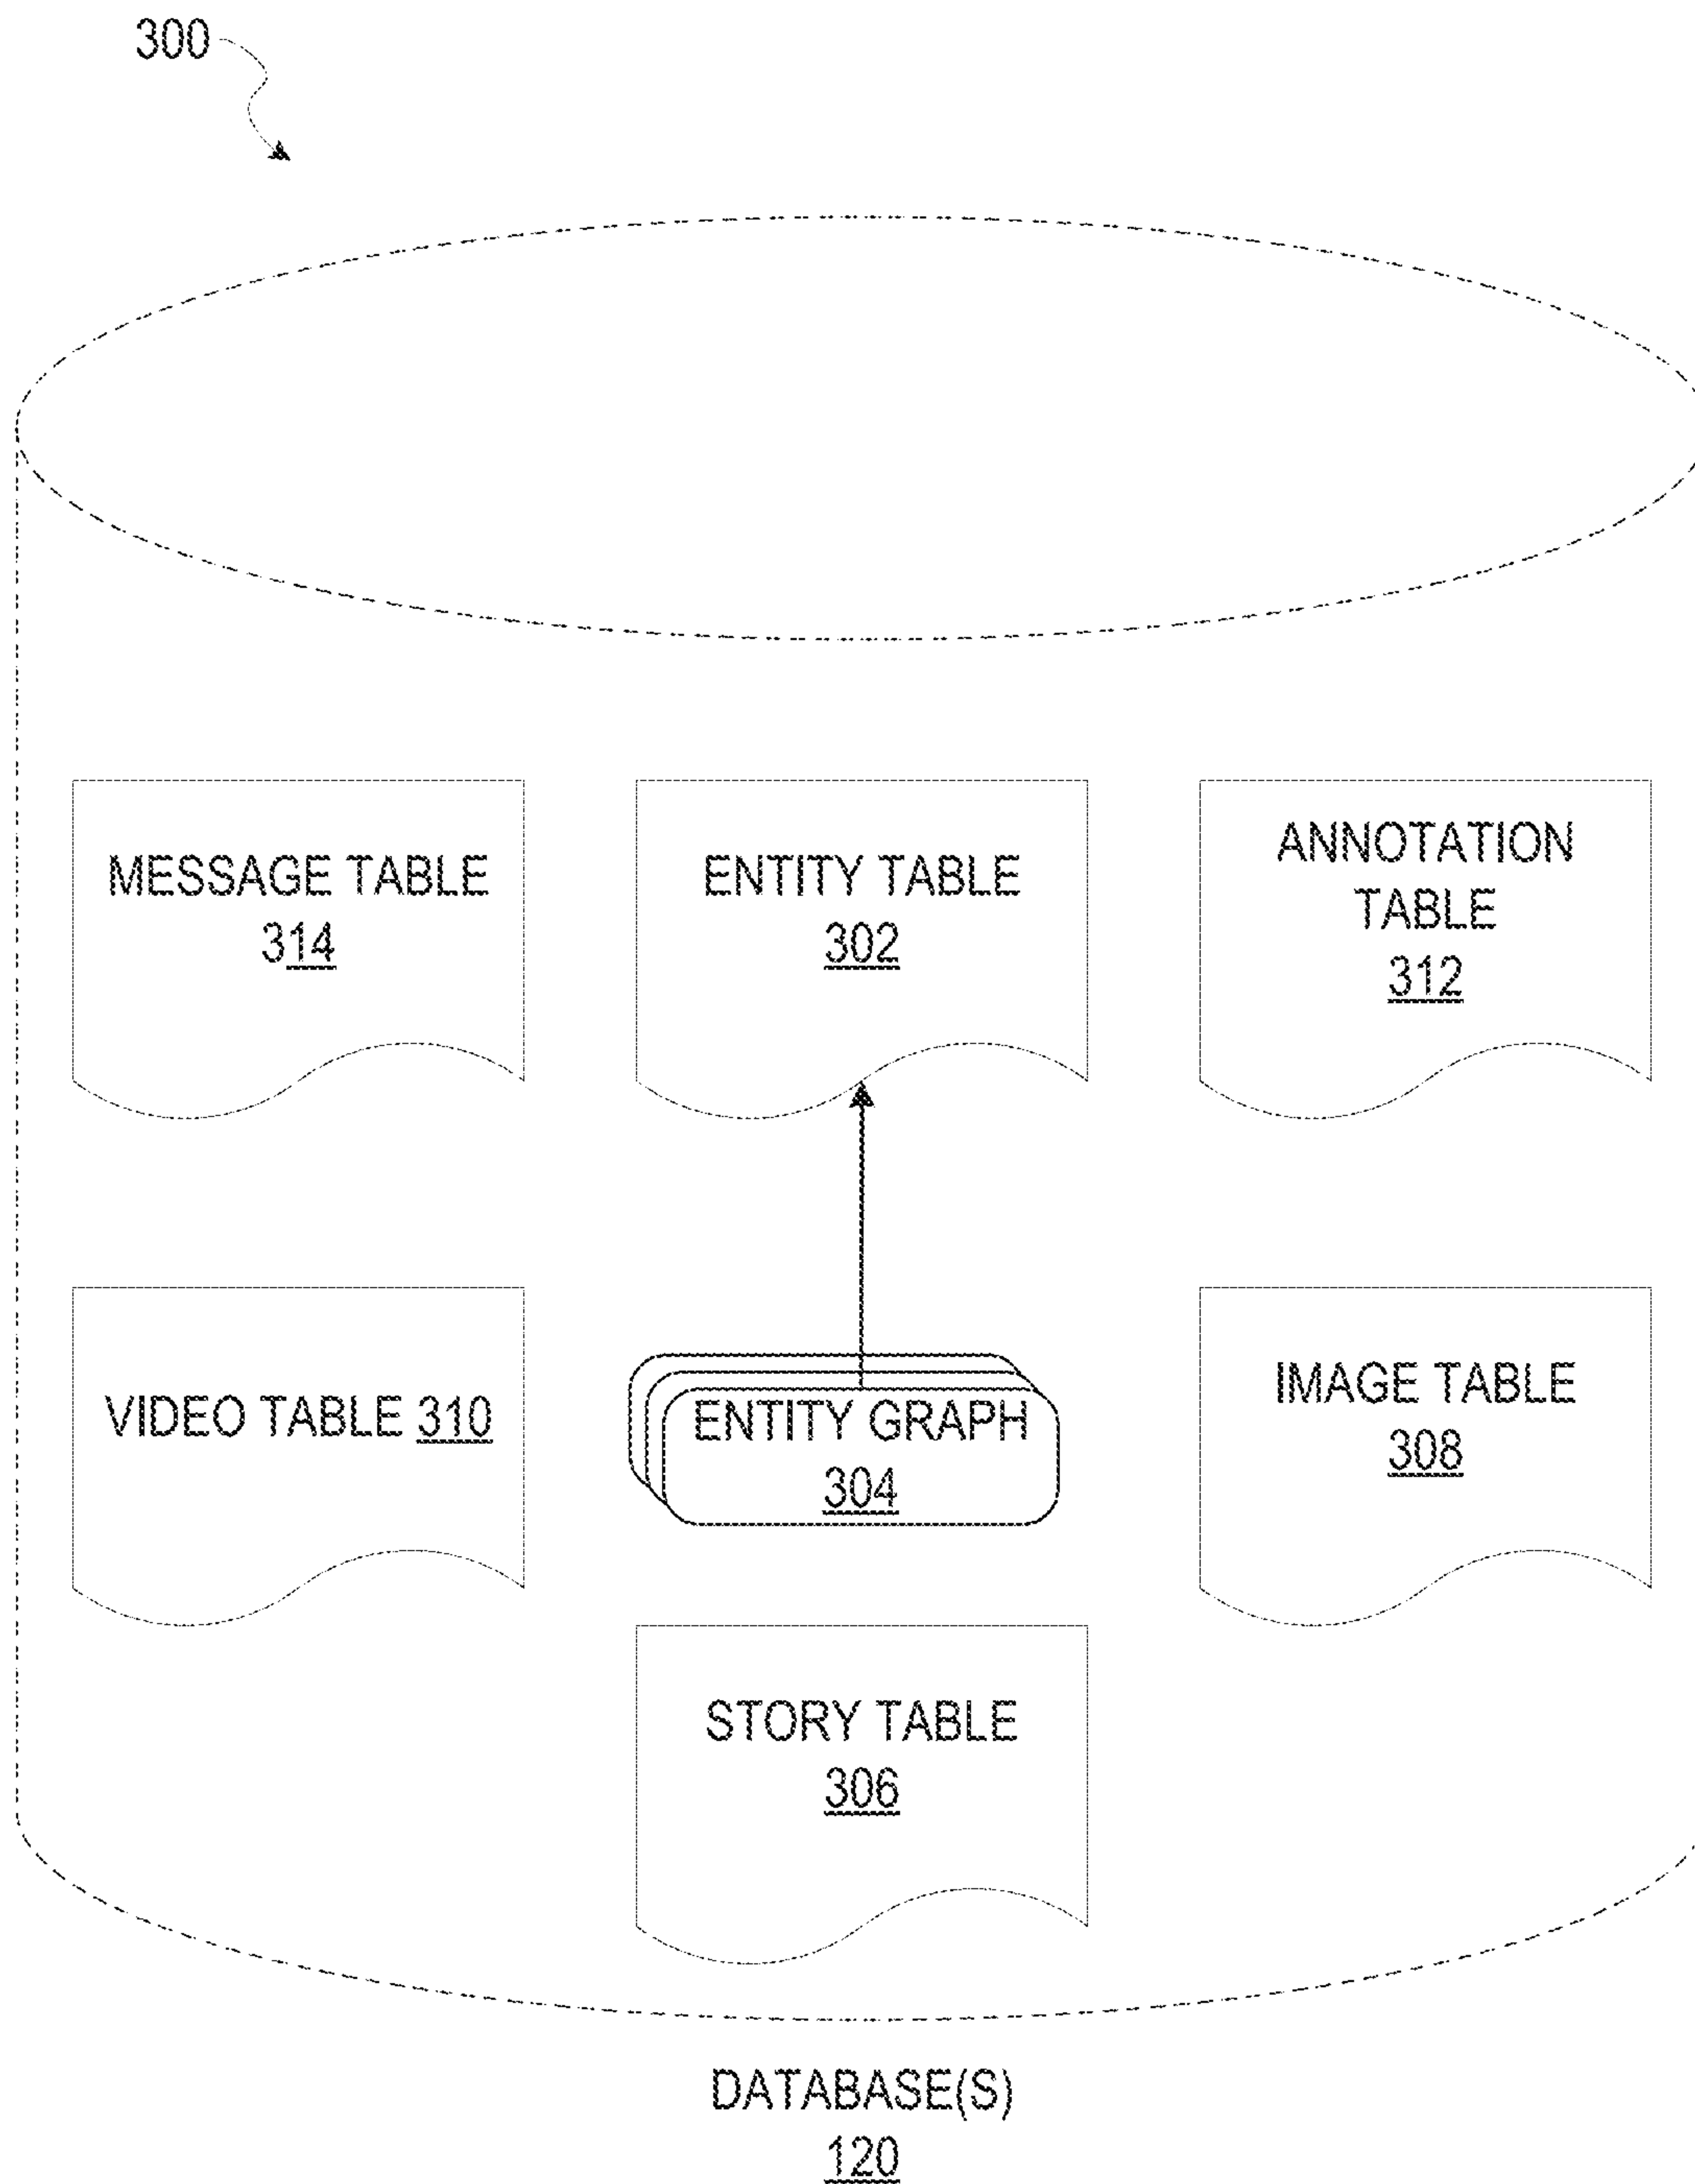 300
MESSAGE TABLE
314
ENTITY TABLE
302
ANNOTATION
TABLE
312
VIDEO TABLE 310
ENTITY GRAPH
304
IMAGE TABLE
308
STORY TABLE
306
DATABASE(S)
120